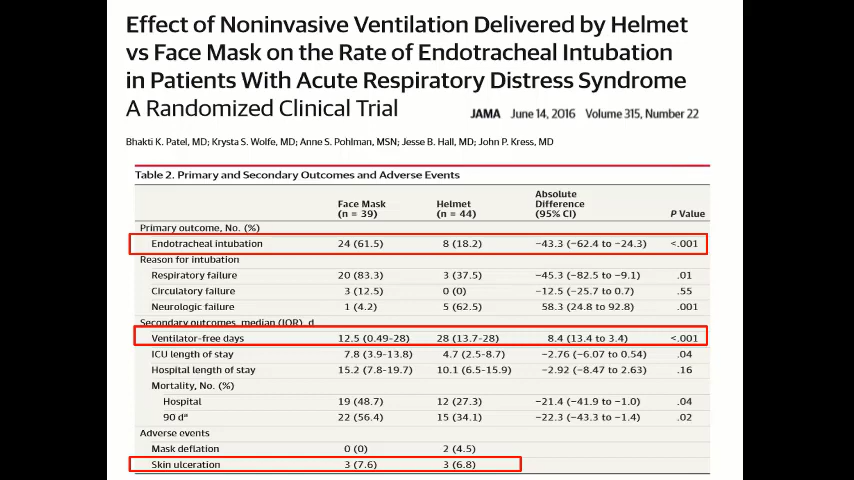 Effect of Noninvasive Ventilation Delivered by Helmet
vs Face Mask on the Rate of Endotracheal Intubation
in Patients With Acute Respiratory Distress Syndrome
A Randomized Clinical Trial JAMA June 14, 2016 Volume 315, Number 22
Bhakti K. Patel, MD; Krysta S. Wolfe, MD; Anne S. Pohlman, MSN; Jesse B. Hall, MD; John P. Kress, MD
Table 2. Primary and Secondary Outcomes and Adverse Events
Face Mask (n = 39) Helmet (n = 44) Absolute Difference (95% CI) P Value
Primary outcome, No. (%)
Endotracheal intubation 24 (61.5) 8 (18.2) −43.3 (−62.4 to −24.3) <.001
Reason for intubation
Respiratory failure 20 (83.3) 3 (37.5) −45.3 (−82.5 to −9.1) .01
Circulatory failure 3 (12.5) 0 (0) −12.5 (−25.7 to 0.7) .55
Neurologic failure 1 (4.2) 5 (62.5) 58.3 (24.8 to 92.8) .001
Secondary outcomes, median (IQR), d
Ventilator-free days 12.5 (0.49-28) 28 (13.7-28) 8.4 (13.4 to 3.4) <.001
ICU length of stay 7.8 (3.9-13.8) 4.7 (2.5-8.7) −2.76 (−6.07 to 0.54) .04
Hospital length of stay 15.2 (7.8-19.7) 10.1 (6.5-15.9) −2.92 (−8.47 to 2.63) .16
Mortality, No. (%)
Hospital 19 (48.7) 12 (27.3) −21.4 (−41.9 to −1.0) .04
90 dᵃ 22 (56.4) 15 (34.1) −22.3 (−43.3 to −1.4) .02
Adverse events
Mask deflation 0 (0) 2 (4.5)
Skin ulceration 3 (7.6) 3 (6.8)